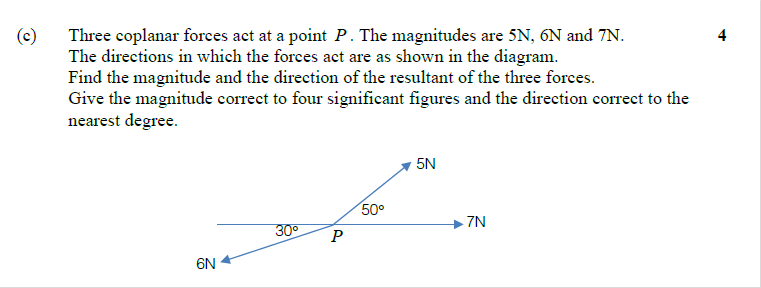 (c) Three coplanar forces act at a point P. The magnitudes are 5N, 6N and 7N. 4
The directions in which the forces act are as shown in the diagram.
Find the magnitude and the direction of the resultant of the three forces.
Give the magnitude correct to four significant figures and the direction correct to the
nearest degree.
5N
50°
7N
30°
P
6N